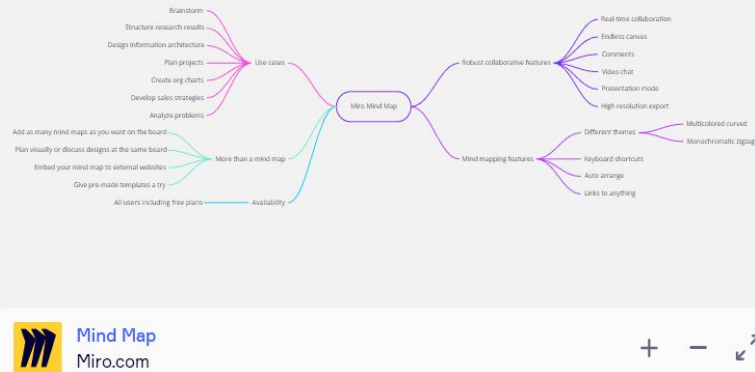 Brainstorm
Structure research results
Design information architecture
Plan projects
Create org charts
Develop sales strategies
Analyze problems
Use cases
Add as many mind maps as you want on the board
Plan visually or discuss designs at the same board
Embed your mind map to external websites
Give pre-made templates a try
More than a mind map
All users including free plans
Availability
Miro Mind Map
Robust collaborative features
Real-time collaboration
Endless canvas
Comments
Video chat
Presentation mode
High resolution export
Mind mapping features
Different themes
Multicolored curved
Monochromatic zigzag
Keyboard shortcuts
Auto arrange
Links to anything
Mind Map
Miro.com